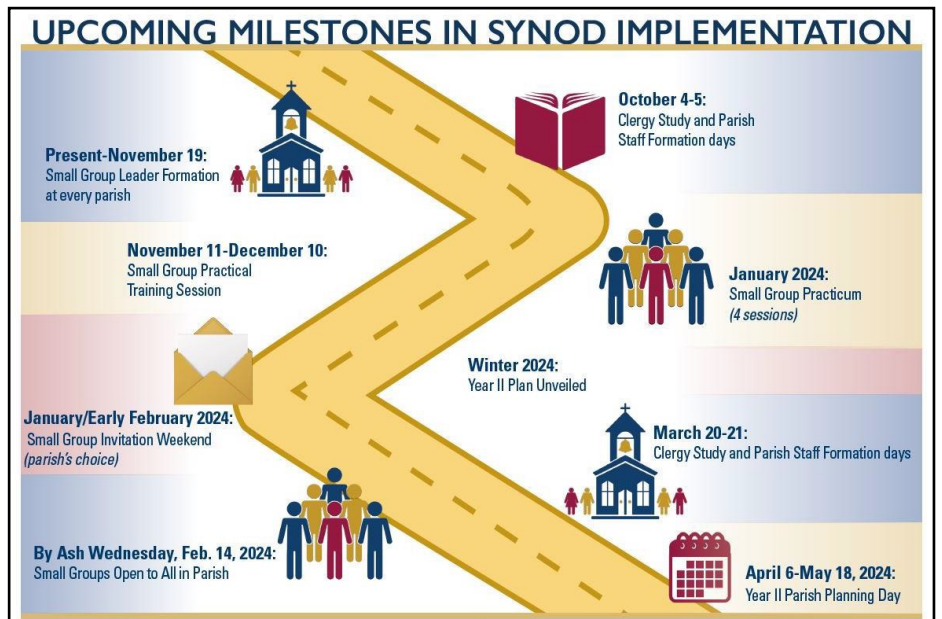 UPCOMING MILESTONES IN SYNOD IMPLEMENTATION
October 4-5:
Clergy Study and Parish
Staff Formation days
Present-November 19:
Small Group Leader Formation
at every parish
November 11-December 10:
Small Group Practical
Training Session
January 2024:
Small Group Practicum
(4 sessions)
Winter 2024:
Year II Plan Unveiled
January/Early February 2024:
Small Group Invitation Weekend
(parish's choice)
March 20-21:
Clergy Study and Parish Staff Formation days
By Ash Wednesday, Feb. 14, 2024:
Small Groups Open to All in Parish
April 6-May 18, 2024:
Year II Parish Planning Day